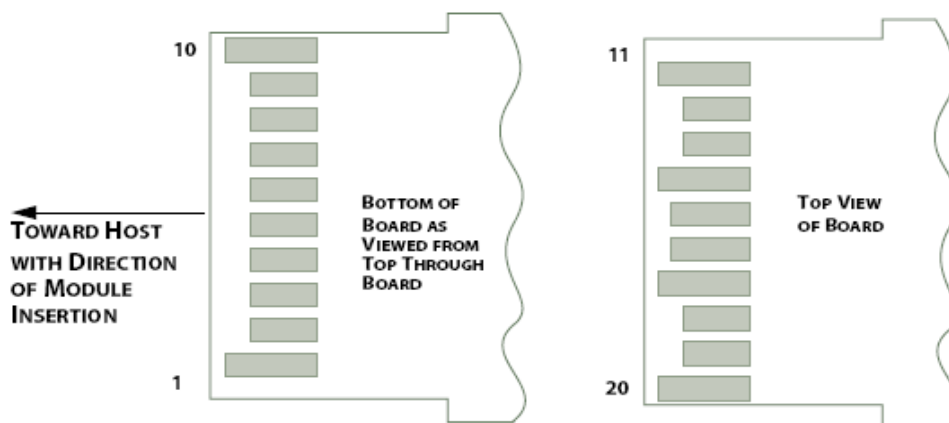 10
TOWARD HOST
WITH DIRECTION
OF MODULE
INSERTION
1
BOTTOM OF
BOARD AS
VIEWED FROM
TOP THROUGH
BOARD
11
TOP VIEW
OF BOARD
20